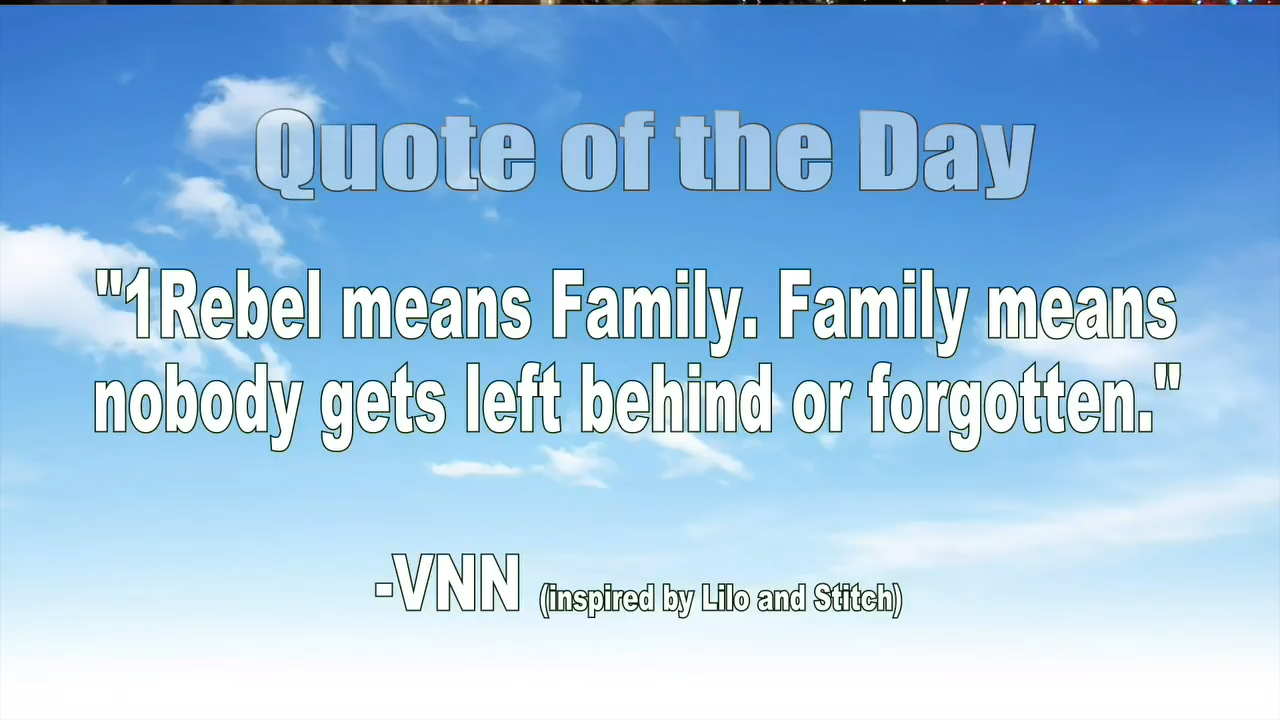 Quote of the Day
"1Rebel means Family. Family means
nobody gets left behind or forgotten."
-VNN (inspired by Lilo and Stitch)